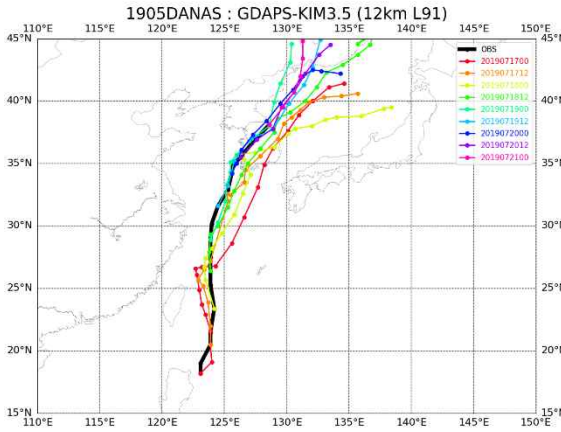 1905DANAS : GDAPS-KIM3.5 (12km L91)
110°E 115°E 120°E 125°E 130°E 135°E 140°E 145°E 150°E
45°N 45°N
OBS
2019071700
2019071712
2019071800
2019071812
2019071900
2019071912
2019072000
2019072012
2019072100
40°N 40°N
35°N 35°N
30°N 30°N
25°N 25°N
20°N 20°N
15°N 15°N
110°E 115°E 120°E 125°E 130°E 135°E 140°E 145°E 150°E